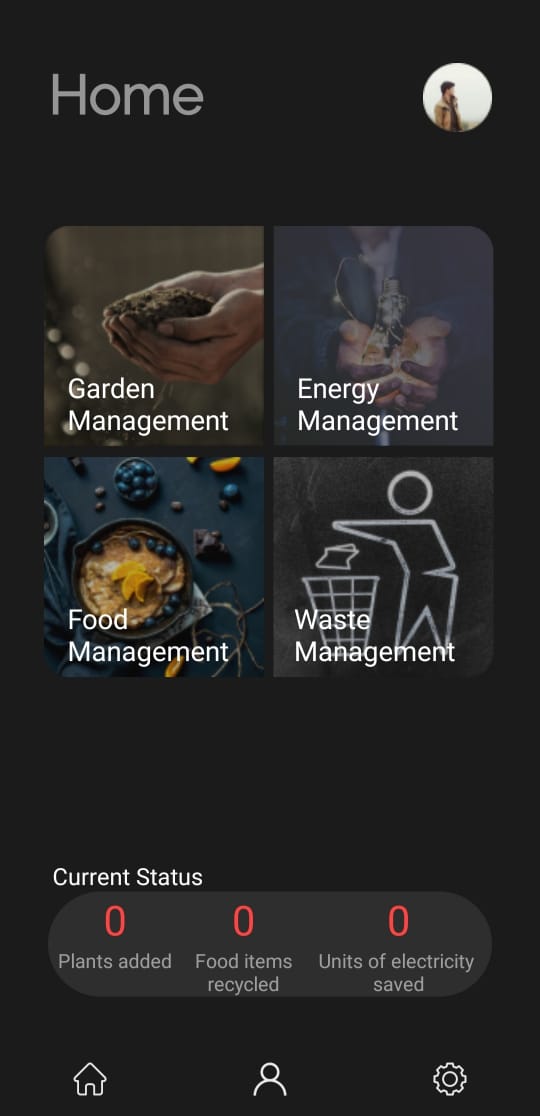 Home
Garden
Management
Energy
Management
Food
Management
Waste
Management
Current Status
0
Plants added
0
Food items
recycled
0
Units of electricity
saved